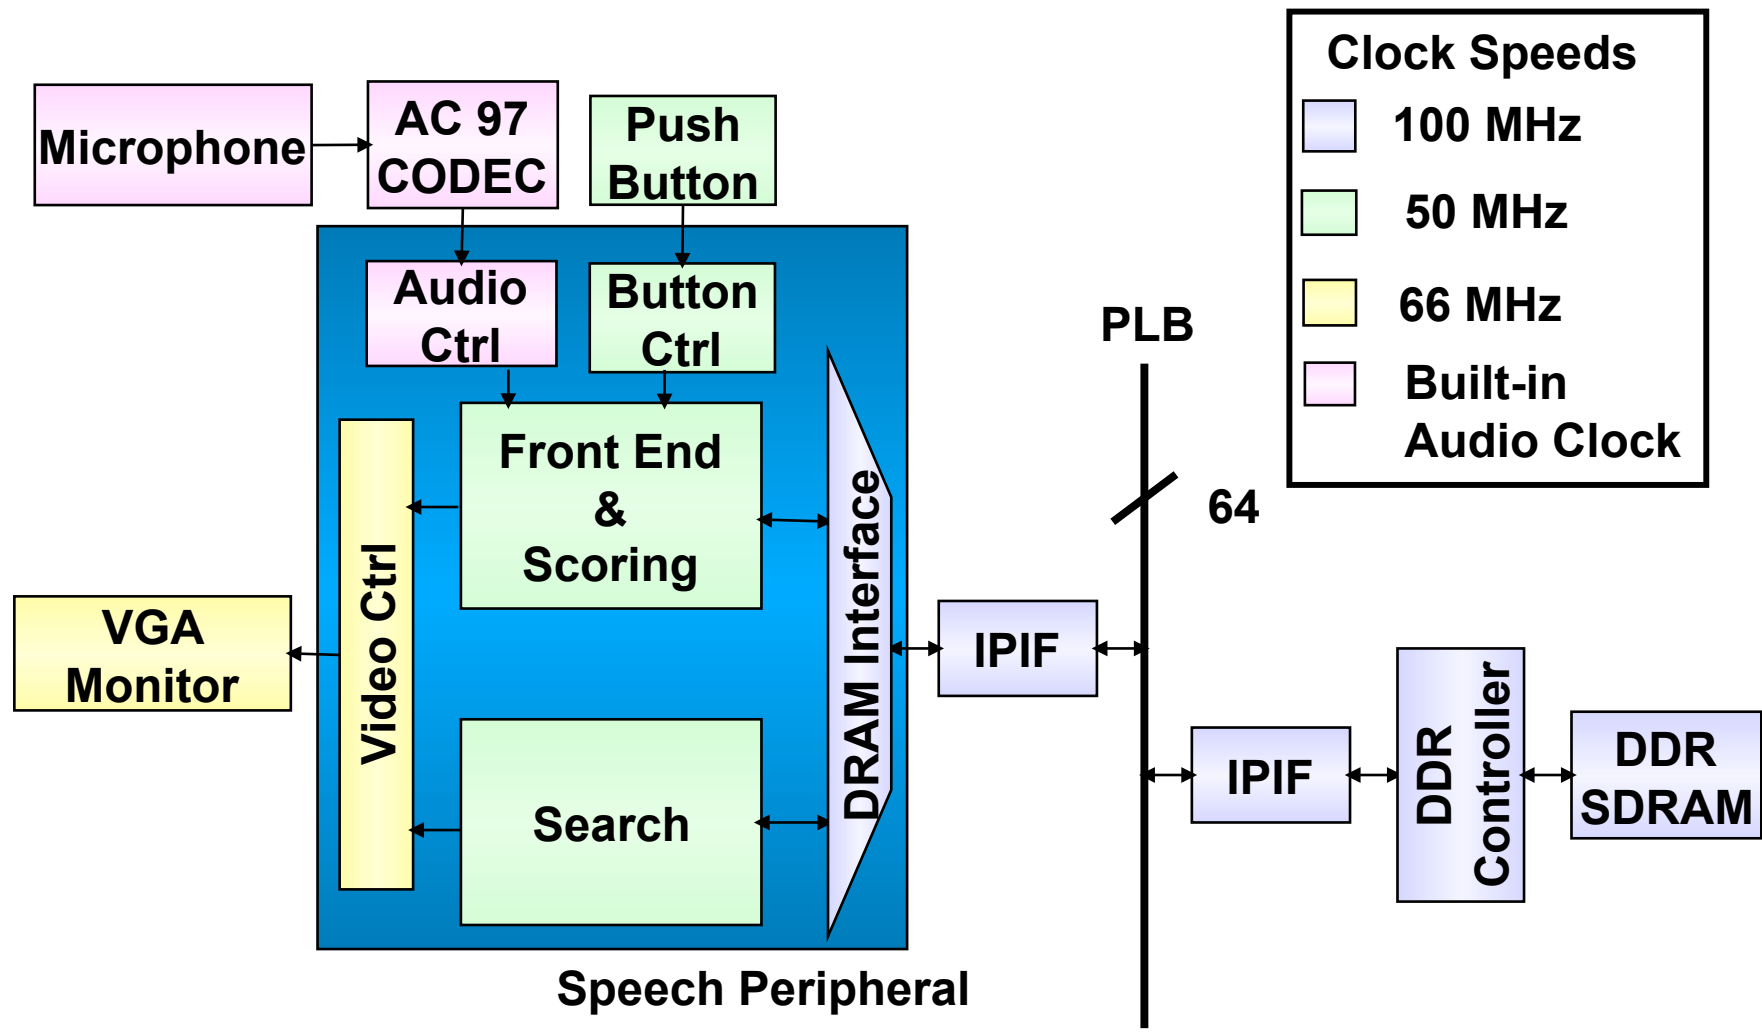 Clock Speeds
100 MHz
50 MHz
66 MHz
Built-in
Audio Clock
Microphone
AC 97
CODEC
Push
Button
Audio
Ctrl
Button
Ctrl
Front End
&
Scoring
Video Ctrl
VGA
Monitor
Search
DRAM Interface
IPIF
PLB
64
IPIF
DDR
Controller
DDR
SDRAM
Speech Peripheral